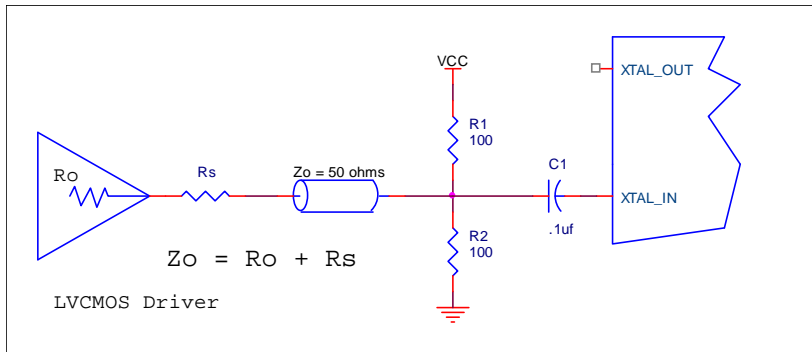 VCC
XTAL_OUT
R1
100
Ro
Rs
Zo = 50 ohms
C1
XTAL_IN
.1uf
R2
100
Zo = Ro + Rs
LVCMOS Driver